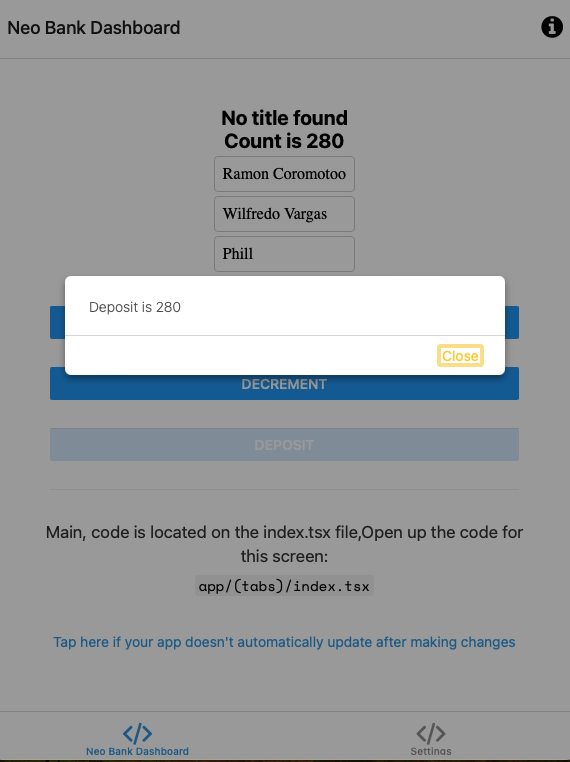 Neo Bank Dashboard
No title found
Count is 280
Ramon Coromotoo
Wilfredo Vargas
Phill
Deposit is 280
Close
DECREMENT
DEPOSIT
Main, code is located on the index.tsx file,Open up the code for
this screen:
app/(tabs)/index.tsx
Tap here if your app doesn't automatically update after making changes
Neo Bank Dashboard
Settings